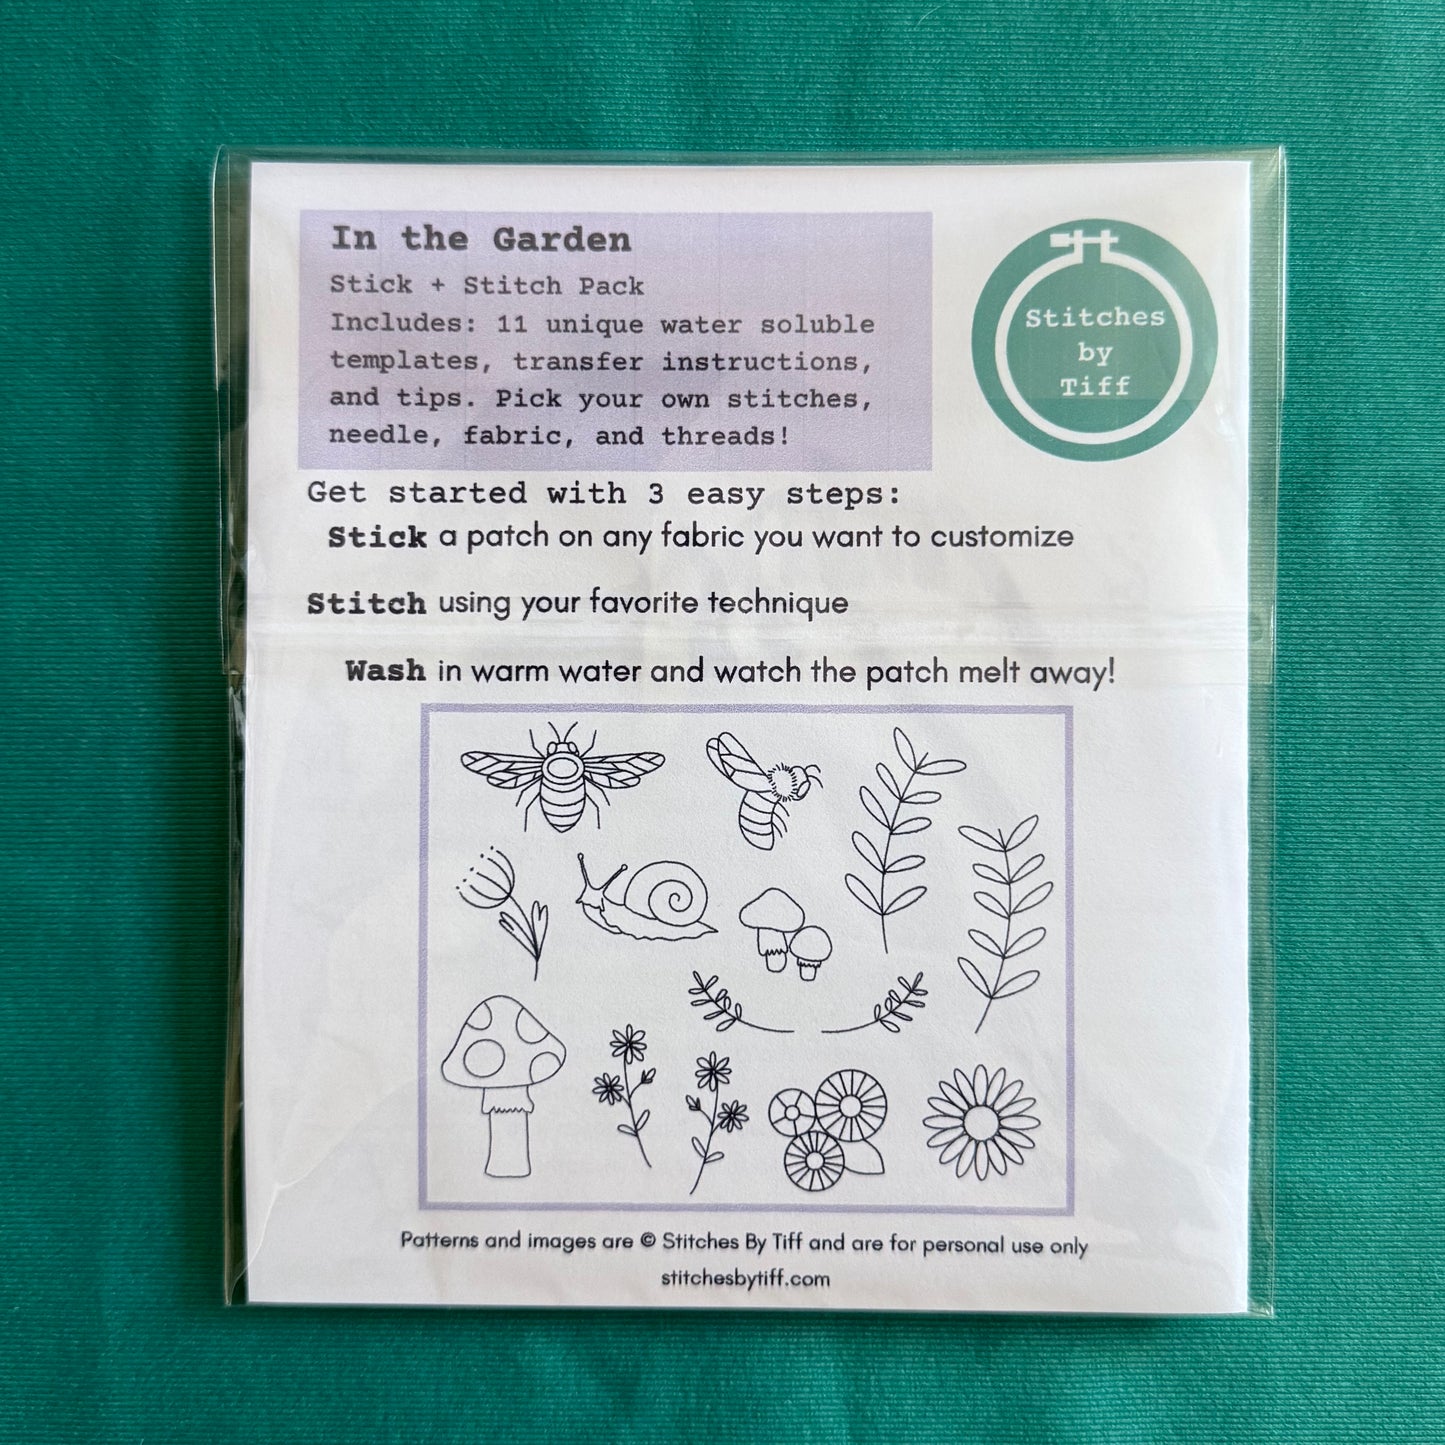 In the Garden
Stick + Stitch Pack
Includes: 11 unique water soluble
templates, transfer instructions,
and tips. Pick your own stitches,
needle, fabric, and threads!
Stitches
by
Tiff
Get started with 3 easy steps:
Stick a patch on any fabric you want to customize
Stitch using your favorite technique
Wash in warm water and watch the patch melt away!
Patterns and images are © Stitches By Tiff and are for personal use only
stitchesbytiff.com